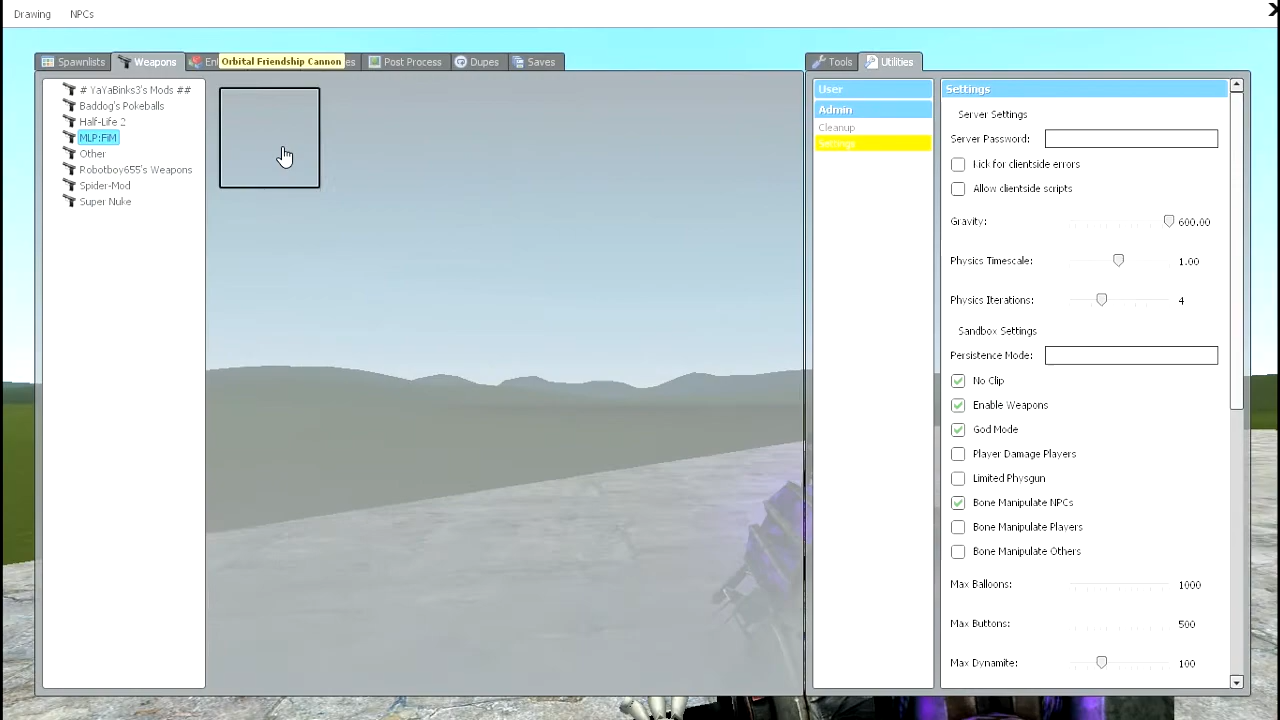 Drawing NPCs
Spawnlists Weapons En Orbital Friendship Cannon es Post Process Dupes Saves
# YaYaBinks3's Mods ##
Baddog's Pokeballs
Half-Life 2
MLP:FiM
Other
Robotboy655's Weapons
Spider-Mod
Super Nuke
Tools Utilities
User
Admin
Cleanup
Settings
Settings
Server Settings
Server Password:
kick for clientside errors
Allow clientside scripts
Gravity: 600.00
Physics Timescale: 1.00
Physics Iterations: 4
Sandbox Settings
Persistence Mode:
No Clip
Enable Weapons
God Mode
Player Damage Players
Limited Physgun
Bone Manipulate NPCs
Bone Manipulate Players
Bone Manipulate Others
Max Balloons: 1000
Max Buttons: 500
Max Dynamite: 100